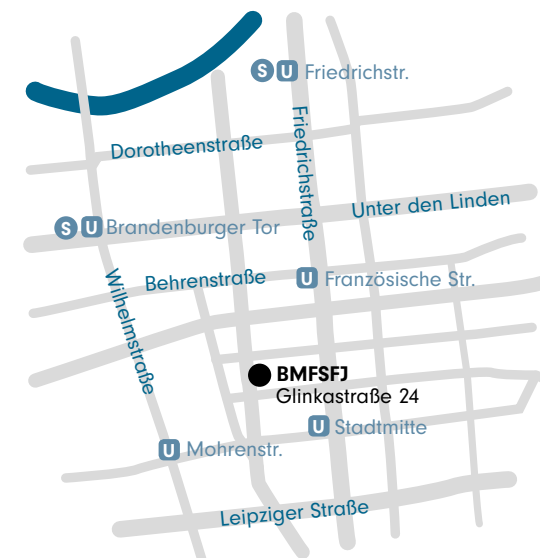 S U Friedrichstr.
Friedrichstraße
Dorotheenstraße
Unter den Linden
S U Brandenburger Tor
Behrenstraße
U Französische Str.
Wilhelmstraße
BMFSFJ
Glinkastraße 24
U Stadtmitte
U Mohrenstr.
Leipziger Straße